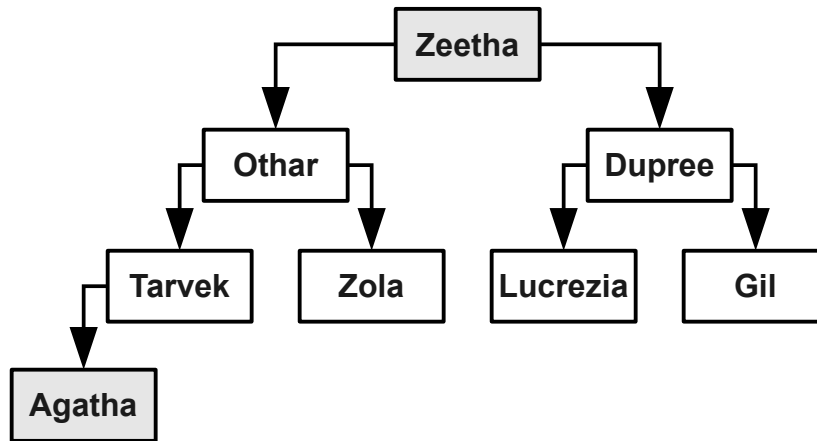 Zeetha
Othar
Dupree
Tarvek
Zola
Lucrezia
Gil
Agatha